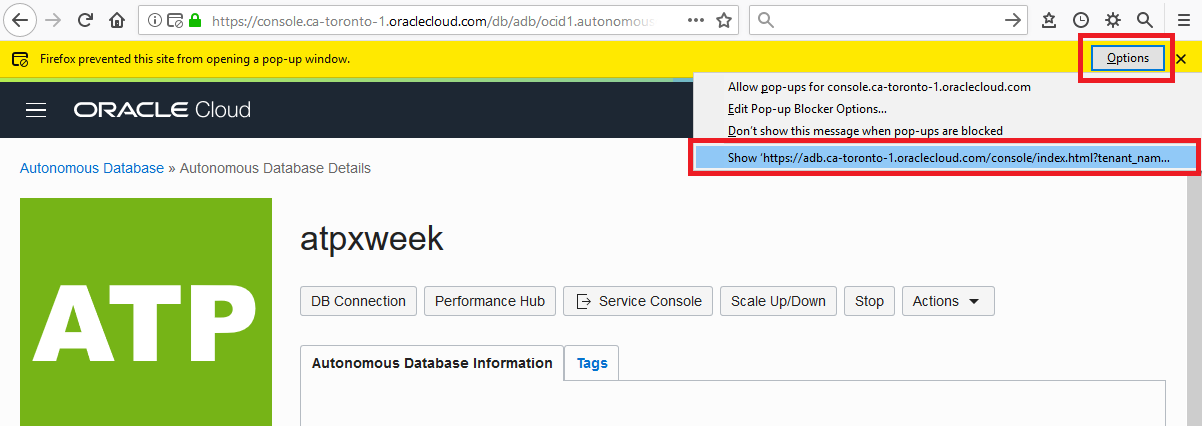 https://console.ca-toronto-1.oraclecloud.com/db/adb/ocid1.autonomous
Firefox prevented this site from opening a pop-up window.
Options
Allow pop-ups for console.ca-toronto-1.oraclecloud.com
Edit Pop-up Blocker Options...
Don't show this message when pop-ups are blocked
Show 'https://adb.ca-toronto-1.oraclecloud.com/console/index.html?tenant_nam...
ORACLE Cloud
Autonomous Database » Autonomous Database Details
ATP
atpxweek
DB Connection Performance Hub Service Console Scale Up/Down Stop Actions
Autonomous Database Information Tags